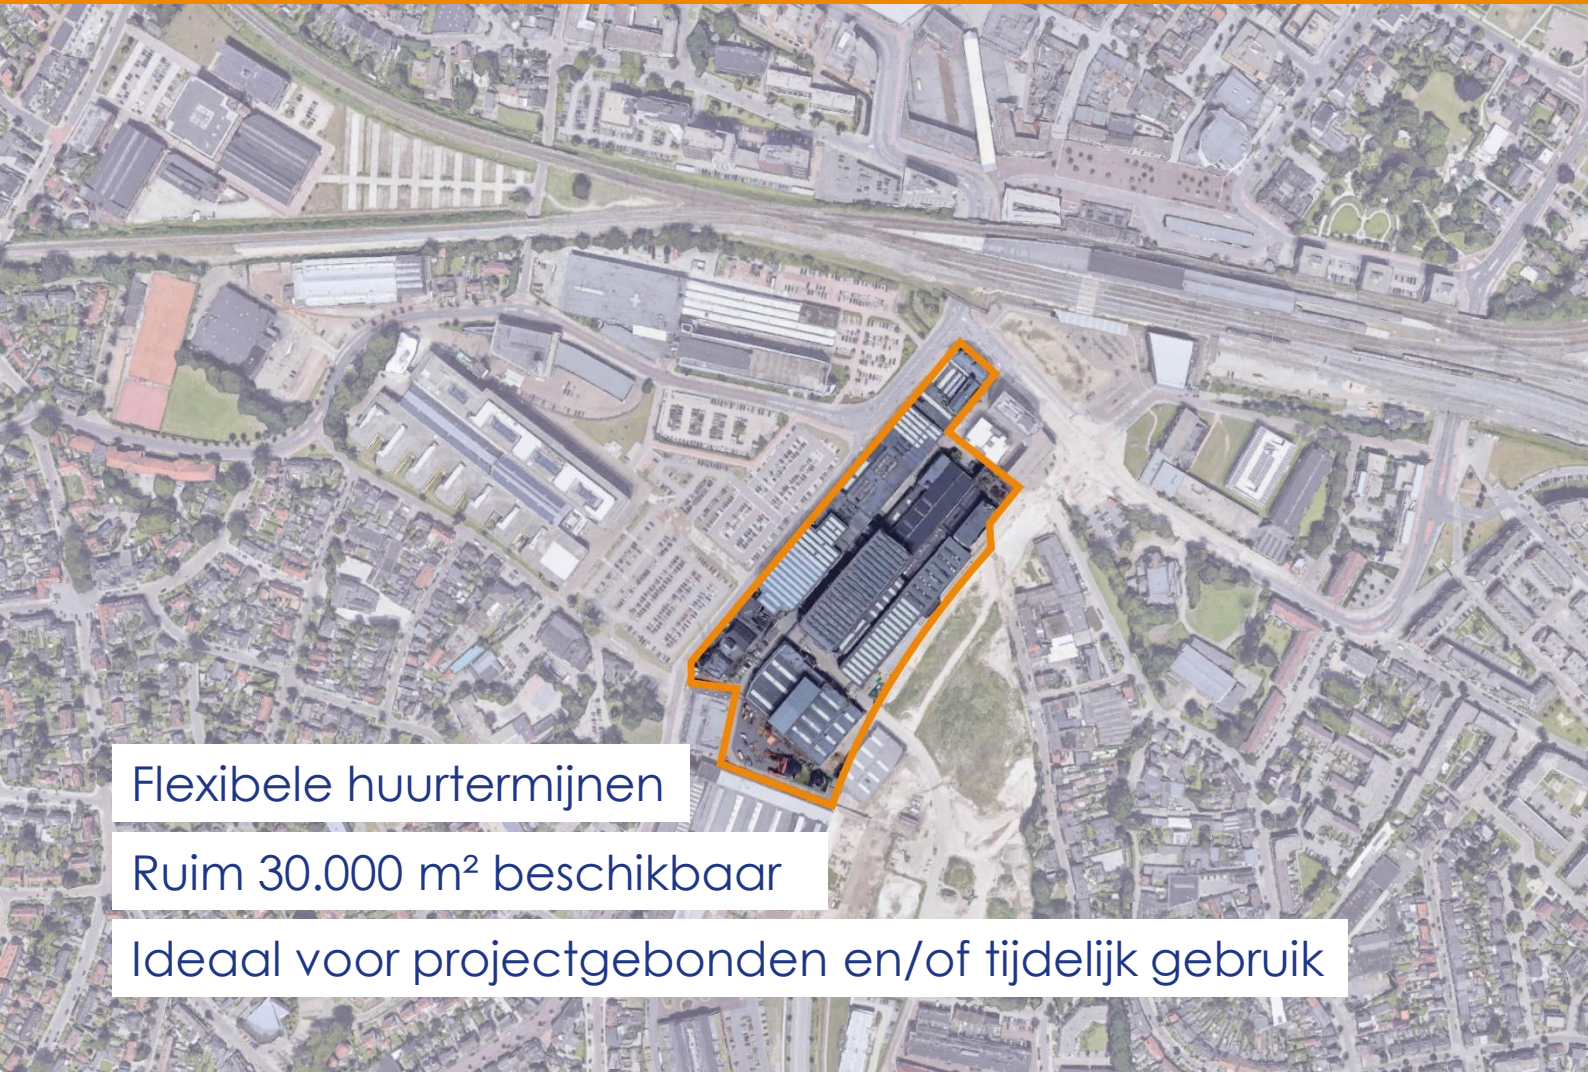 Flexibele huurtermijnen
Ruim 30.000 m² beschikbaar
Ideaal voor projectgebonden en/of tijdelijk gebruik